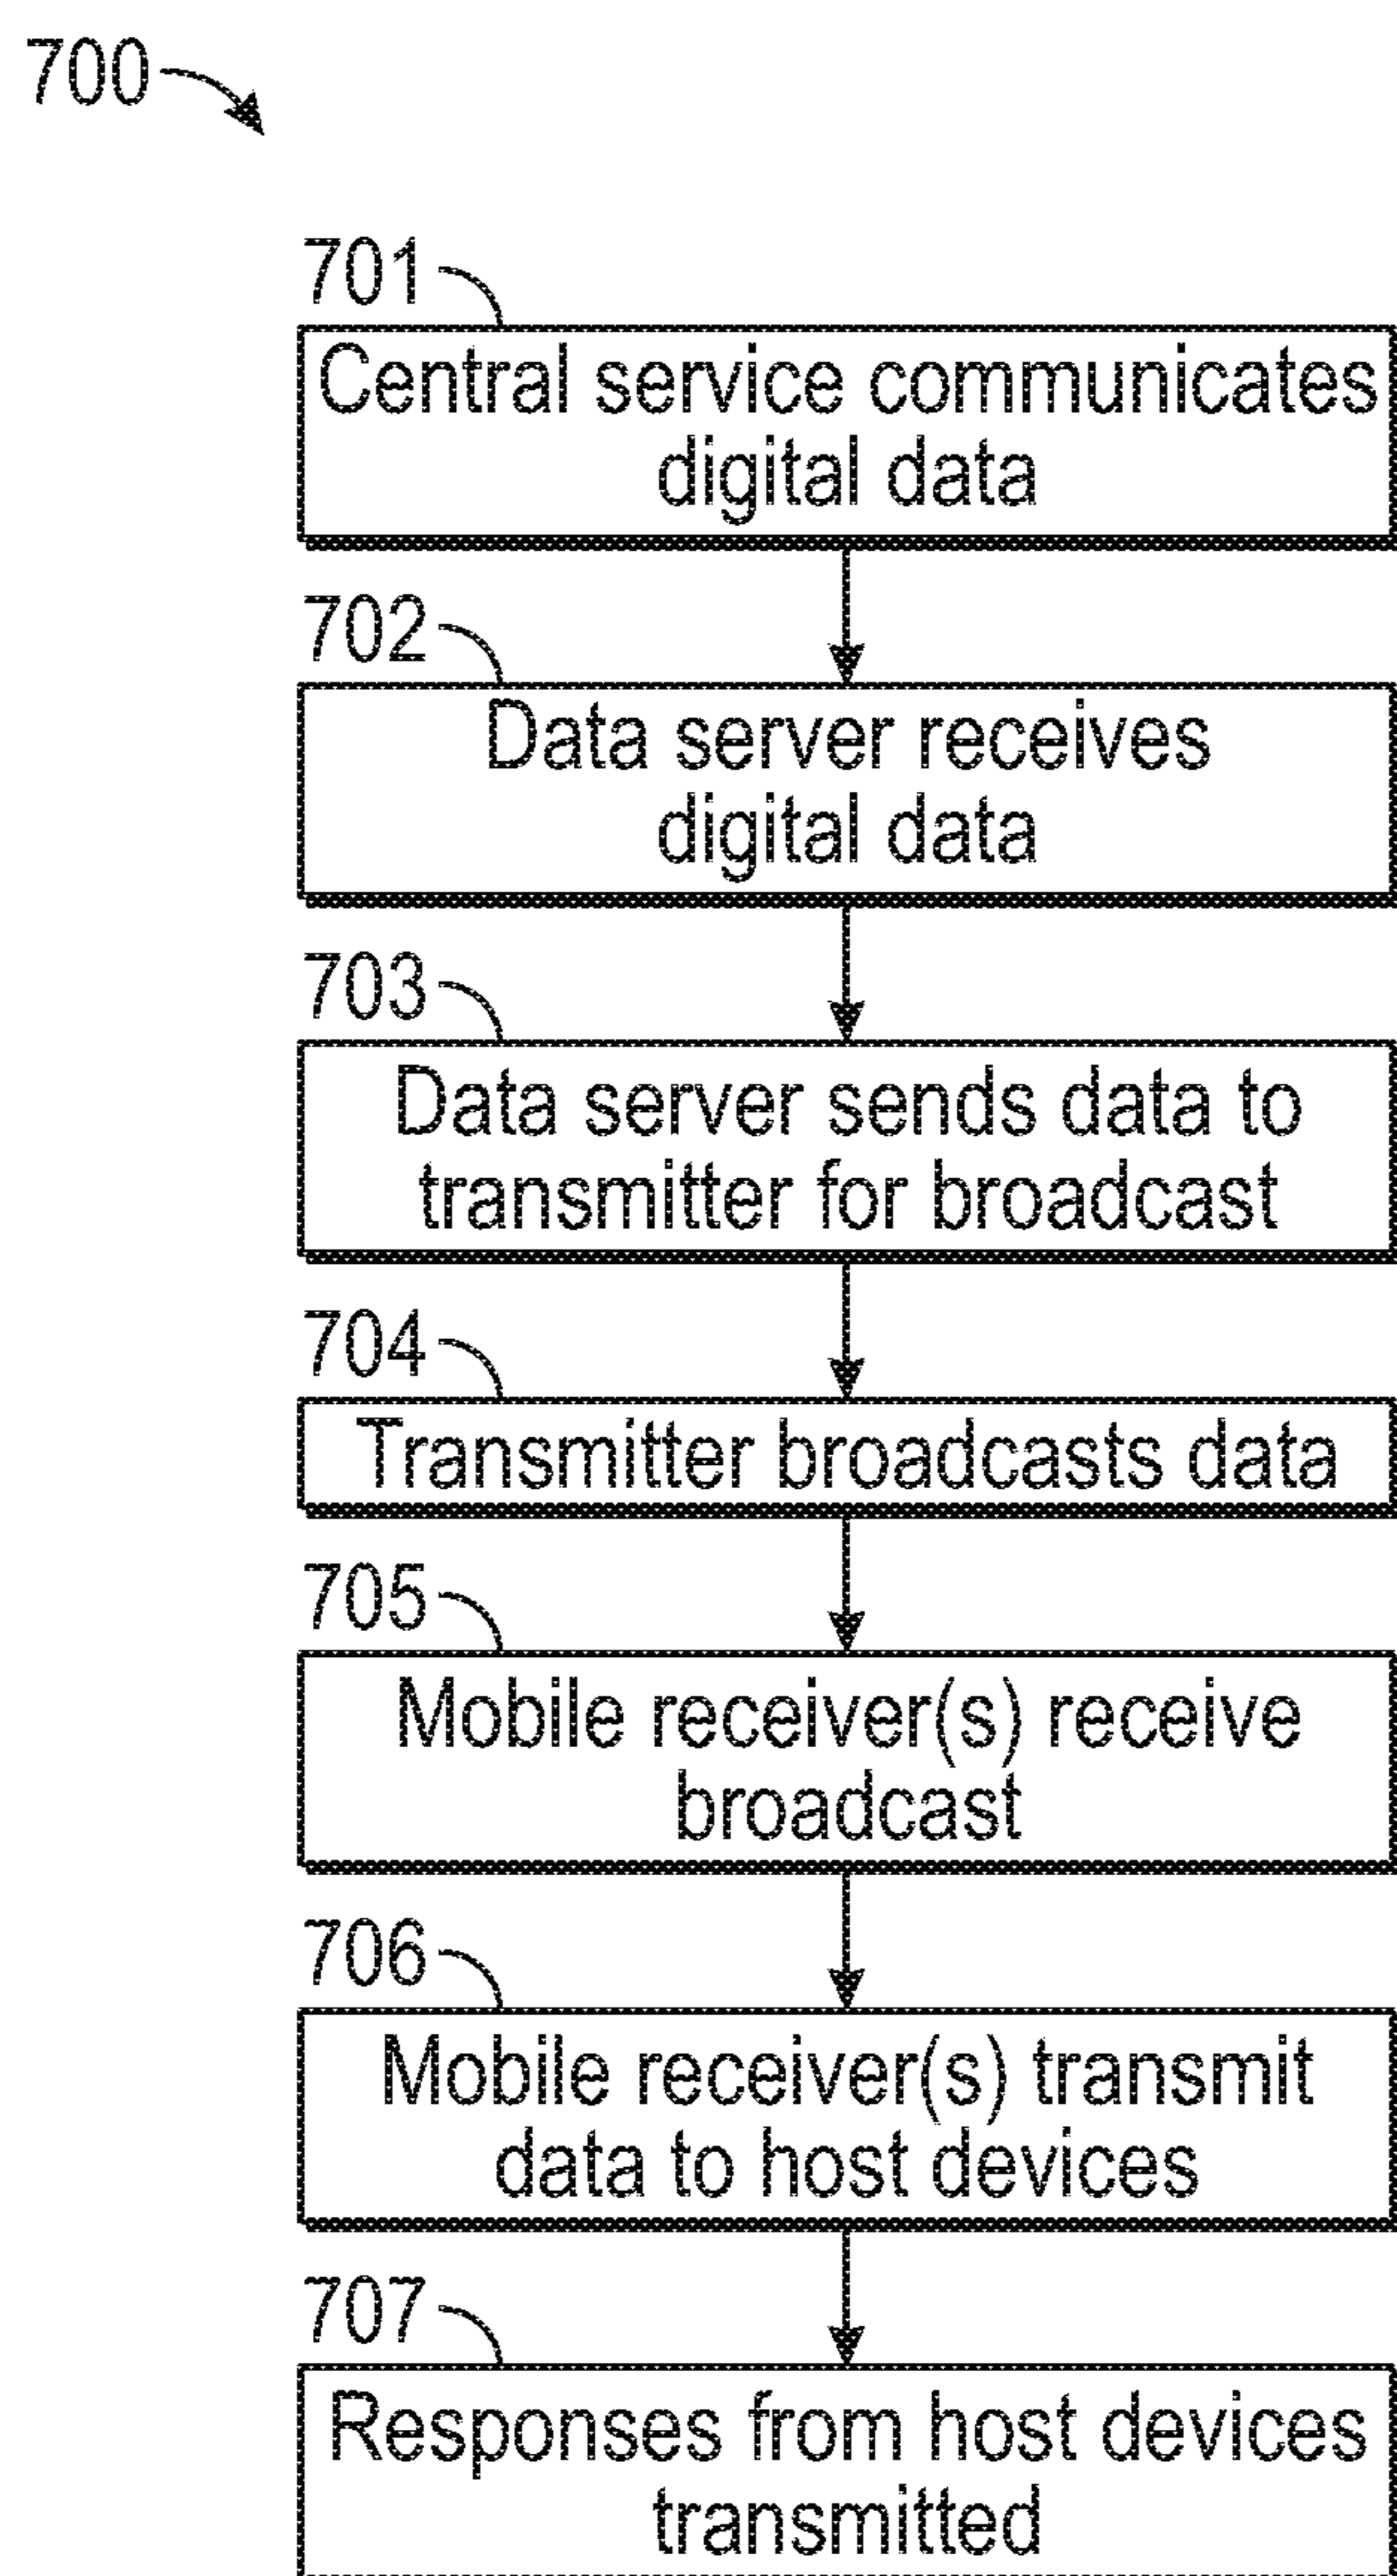 700
701
Central service communicates
digital data
702
Data server receives
digital data
703
Data server sends data to
transmitter for broadcast
704
Transmitter broadcasts data
705
Mobile receiver(s) receive
broadcast
706
Mobile receiver(s) transmit
data to host devices
707
Responses from host devices
transmitted